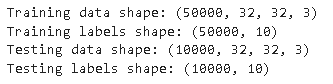 Training data shape: (50000, 32, 32, 3)
Training labels shape: (50000, 10)
Testing data shape: (10000, 32, 32, 3)
Testing labels shape: (10000, 10)